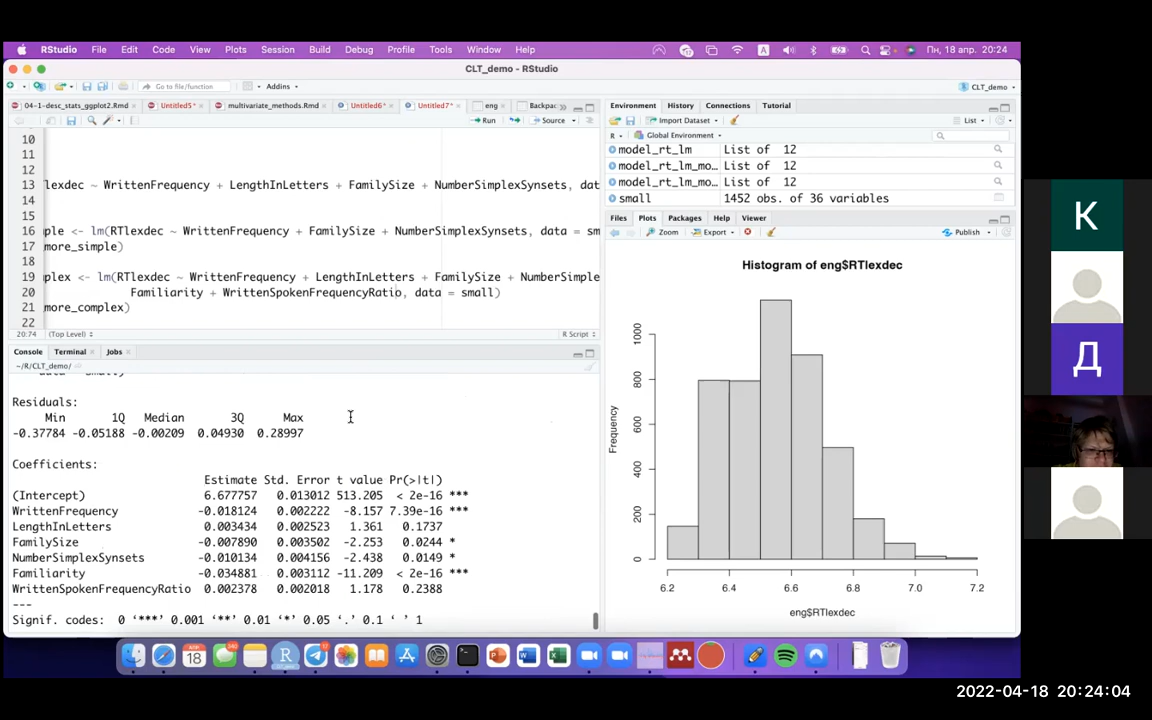 RStudio File Edit Code View Plots Session Build Debug Profile Tools Window Help A Пн, 18 апр. 20:24
CLT_demo - RStudio
Go to file/function Addins CLT_demo
04-1-desc_stats_ggplot2.Rmd Untitled5* multivariate_methods.Rmd Untitled6* Untitled7* eng Backpac
Run Source
10
11
12
13 lexdec ~ WrittenFrequency + LengthInLetters + FamilySize + NumberSimplexSynsets, dat
14
15
16 ple <- lm(RTlexdec ~ WrittenFrequency + FamilySize + NumberSimplexSynsets, data = sm
17 more_simple)
18
19 plex <- lm(RTlexdec ~ WrittenFrequency + LengthInLetters + FamilySize + NumberSimple
20 Familiarity + WrittenSpokenFrequencyRatio, data = small)
21 more_complex)
22
20:74 (Top Level) R Script
Console Terminal Jobs
~/R/CLT_demo/
Residuals:
Min 1Q Median 3Q Max
-0.37784 -0.05188 -0.00209 0.04930 0.28997
Coefficients:
Estimate Std. Error t value Pr(>|t|)
(Intercept) 6.677757 0.013012 513.205 < 2e-16 ***
WrittenFrequency -0.018124 0.002222 -8.157 7.39e-16 ***
LengthInLetters 0.003434 0.002523 1.361 0.1737
FamilySize -0.007890 0.003502 -2.253 0.0244 *
NumberSimplexSynsets -0.010134 0.004156 -2.438 0.0149 *
Familiarity -0.034881 0.003112 -11.209 < 2e-16 ***
WrittenSpokenFrequencyRatio 0.002378 0.002018 1.178 0.2388
---
Signif. codes: 0 ‘***’ 0.001 ‘**’ 0.01 ‘*’ 0.05 ‘.’ 0.1 ‘ ’ 1
Environment History Connections Tutorial
Import Dataset List
R Global Environment
model_rt_lm List of 12
model_rt_lm_mo… List of 12
model_rt_lm_mo… List of 12
small 1452 obs. of 36 variables
Files Plots Packages Help Viewer
Zoom Export Publish
Histogram of eng$RTlexdec
Frequency
0 200 400 600 800 1000
6.2 6.4 6.6 6.8 7.0 7.2
eng$RTlexdec
К
Д
2022-04-18 20:24:04